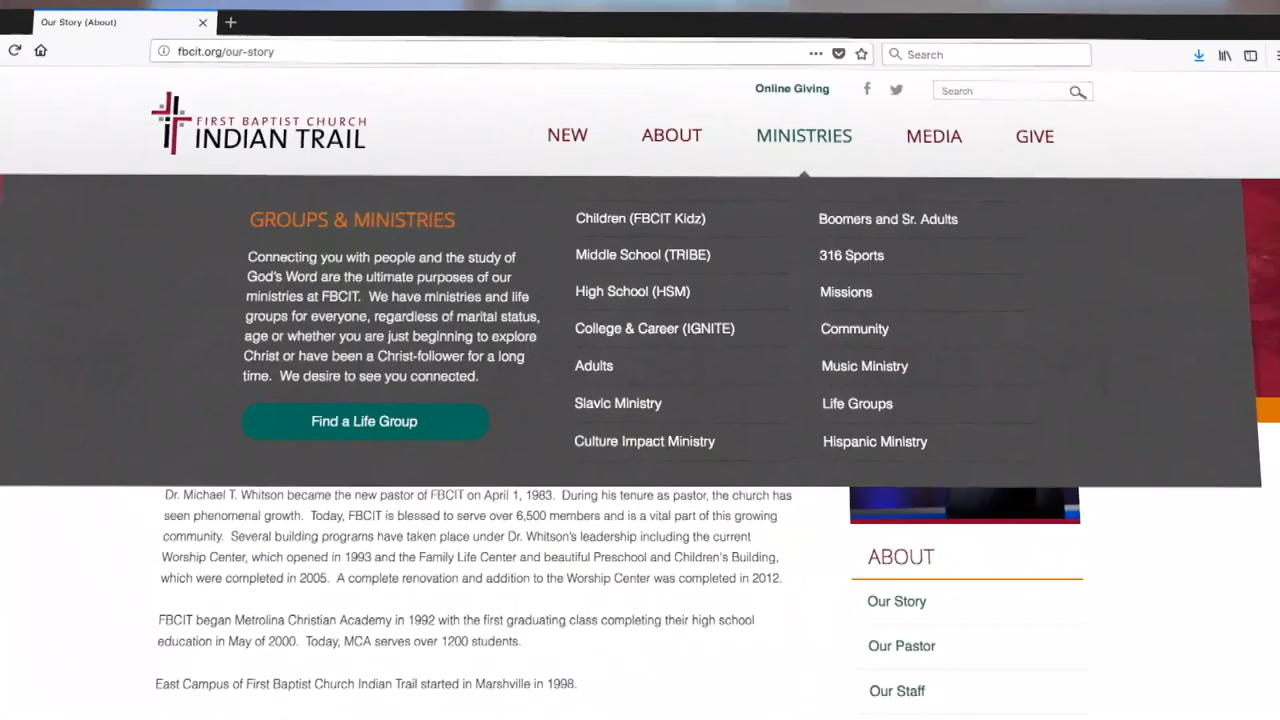 Our Story (About)
fbcit.org/our-story
Search
Online Giving
Search
FIRST BAPTIST CHURCH
INDIAN TRAIL
NEW
ABOUT
MINISTRIES
MEDIA
GIVE
GROUPS & MINISTRIES
Connecting you with people and the study of
God's Word are the ultimate purposes of our
ministries at FBCIT. We have ministries and life
groups for everyone, regardless of marital status,
age or whether you are just beginning to explore
Christ or have been a Christ-follower for a long
time. We desire to see you connected.
Find a Life Group
Children (FBCIT Kidz)
Middle School (TRIBE)
High School (HSM)
College & Career (IGNITE)
Adults
Slavic Ministry
Culture Impact Ministry
Boomers and Sr. Adults
316 Sports
Missions
Community
Music Ministry
Life Groups
Hispanic Ministry
Dr. Michael T. Whitson became the new pastor of FBCIT on April 1, 1983. During his tenure as pastor, the church has
seen phenomenal growth. Today, FBCIT is blessed to serve over 6,500 members and is a vital part of this growing
community. Several building programs have taken place under Dr. Whitson's leadership including the current
Worship Center, which opened in 1993 and the Family Life Center and beautiful Preschool and Children's Building,
which were completed in 2005. A complete renovation and addition to the Worship Center was completed in 2012.
FBCIT began Metrolina Christian Academy in 1992 with the first graduating class completing their high school
education in May of 2000. Today, MCA serves over 1200 students.
East Campus of First Baptist Church Indian Trail started in Marshville in 1998.
ABOUT
Our Story
Our Pastor
Our Staff